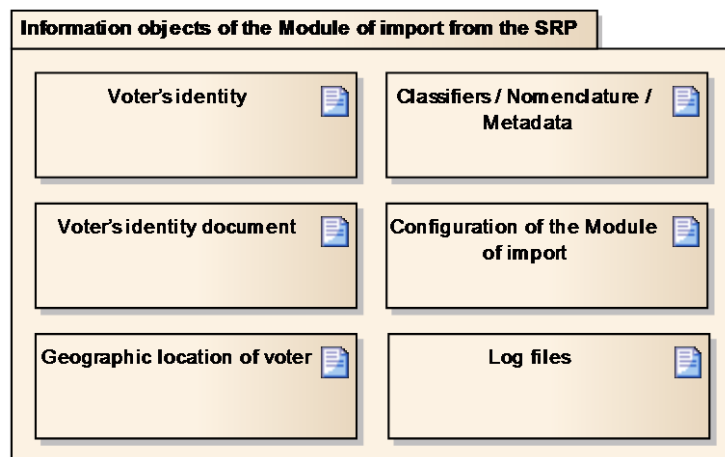 Information objects of the Module of import from the SRP
Voter's identity
Classifiers / Nomenclature /
Metadata
Voter's identity document
Configuration of the Module
of import
Geographic location of voter
Log files